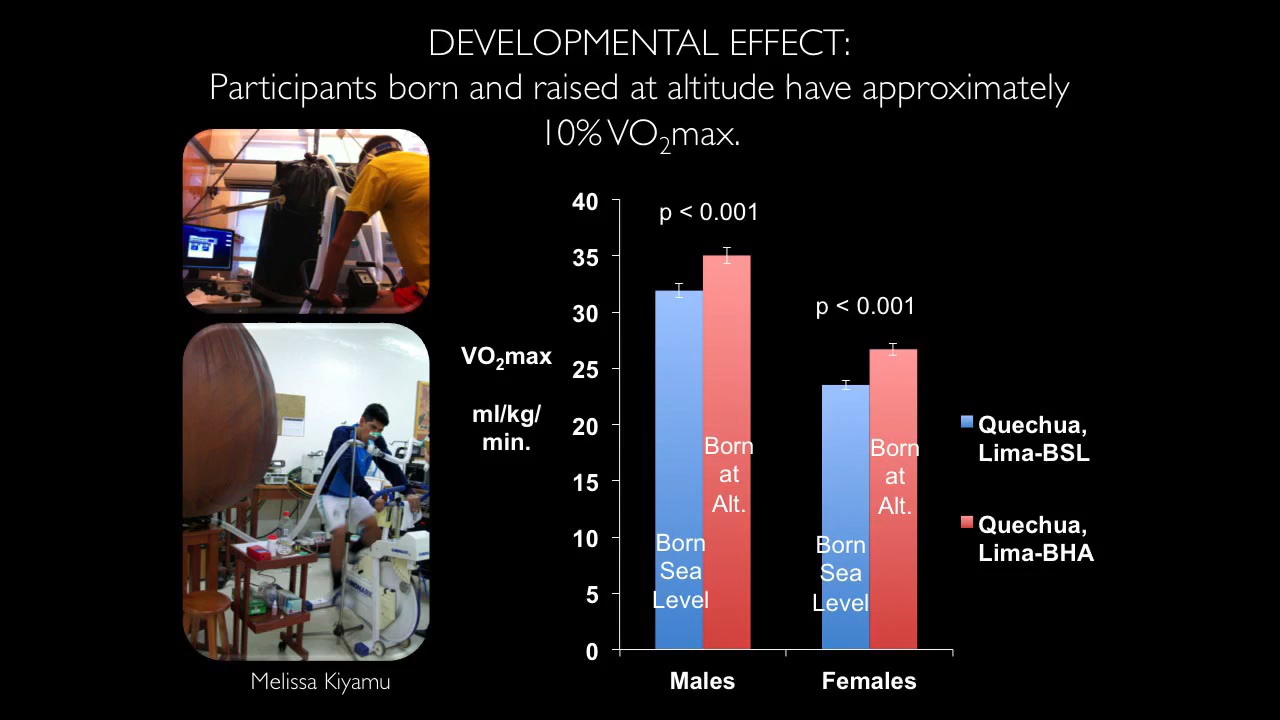 DEVELOPMENTAL EFFECT:
Participants born and raised at altitude have approximately
10% VO₂max.
40
35
30
25
20
15
10
5
0
VO₂max
ml/kg/
min.
p < 0.001
p < 0.001
Born
at
Alt.
Born
Sea
Level
Born
at
Alt.
Born
Sea
Level
Males
Females
Quechua,
Lima-BSL
Quechua,
Lima-BHA
Melissa Kiyamu